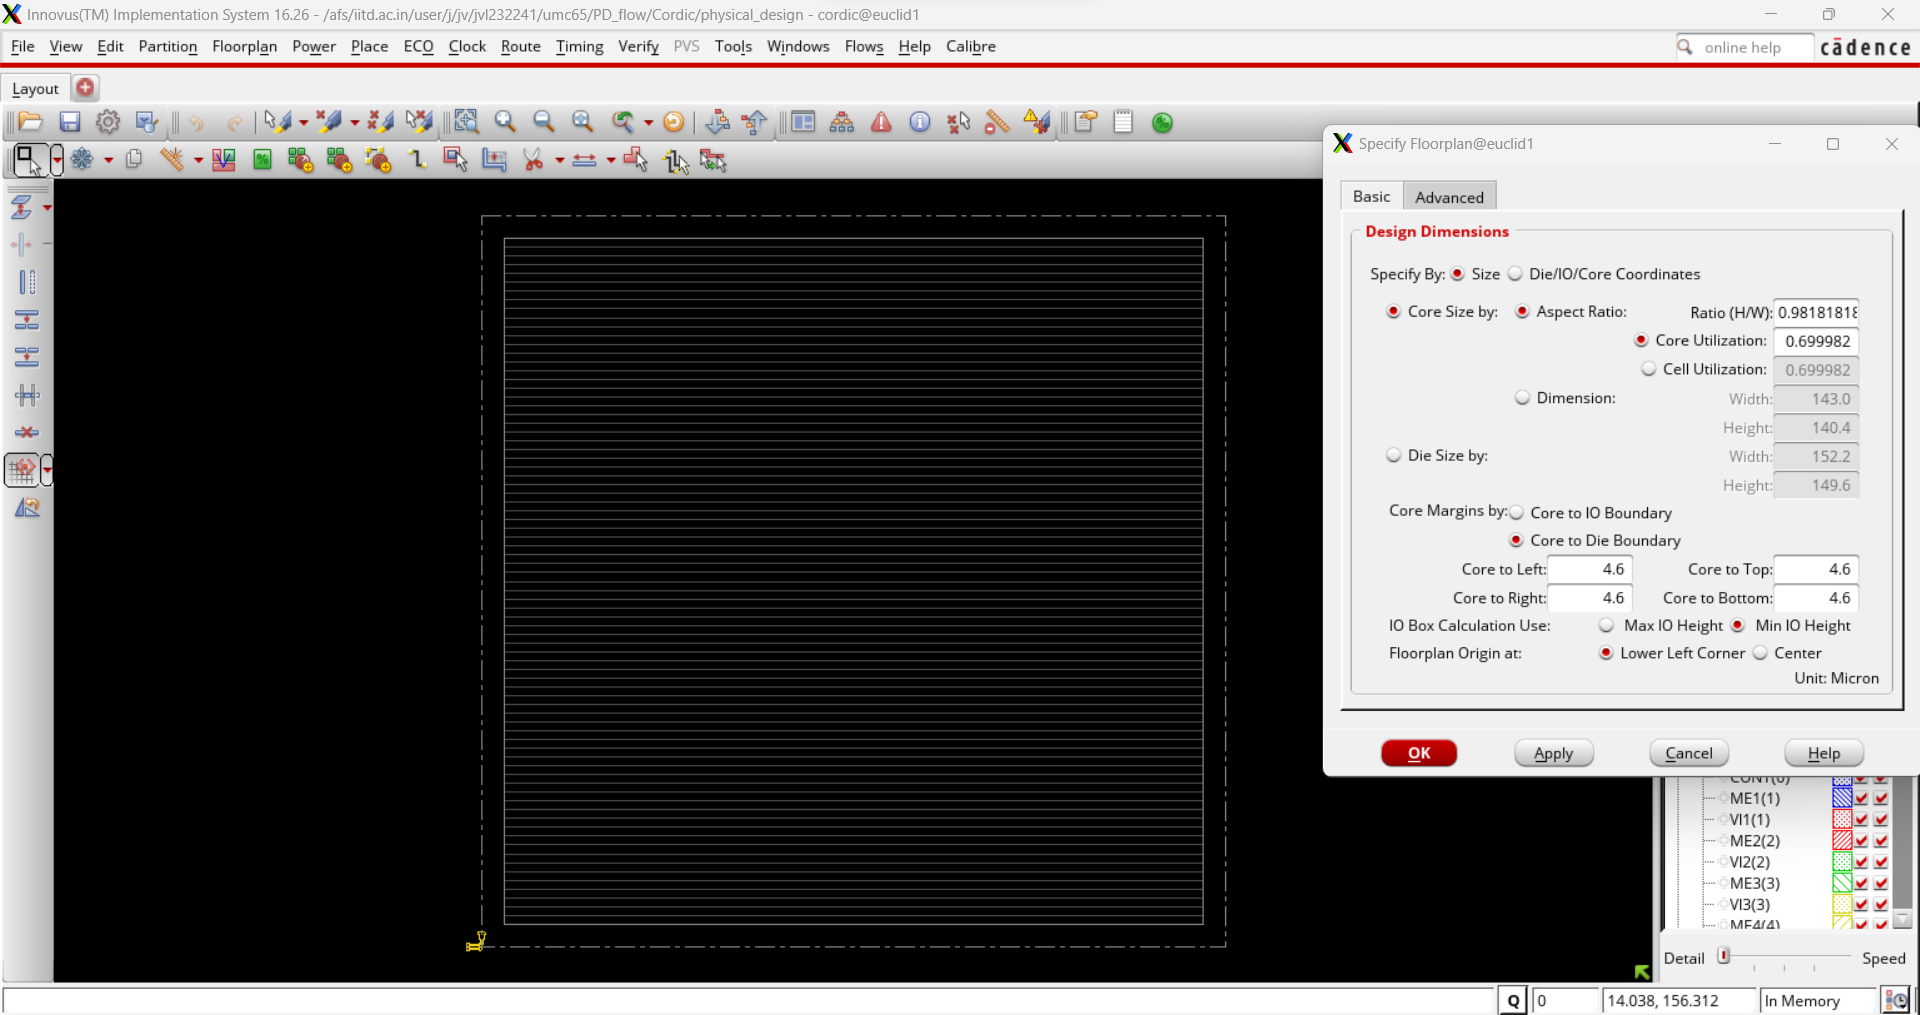 Innovus(TM) Implementation System 16.26 - /afs/iitd.ac.in/user/j/jv/jvl232241/umc65/PD_flow/Cordic/physical_design - cordic@euclid1
File View Edit Partition Floorplan Power Place ECO Clock Route Timing Verify PVS Tools Windows Flows Help Calibre
online help
cādence
Layout
Specify Floorplan@euclid1
Basic Advanced
Design Dimensions
Specify By: Size Die/IO/Core Coordinates
Core Size by: Aspect Ratio: Ratio (H/W): 0.98181818
Core Utilization: 0.699982
Cell Utilization: 0.699982
Dimension: Width: 143.0
Height: 140.4
Die Size by: Width: 152.2
Height: 149.6
Core Margins by: Core to IO Boundary
Core to Die Boundary
Core to Left: 4.6 Core to Top: 4.6
Core to Right: 4.6 Core to Bottom: 4.6
IO Box Calculation Use: Max IO Height Min IO Height
Floorplan Origin at: Lower Left Corner Center
Unit: Micron
OK Apply Cancel Help
CONT(0)
ME1(1)
VI1(1)
ME2(2)
VI2(2)
ME3(3)
VI3(3)
ME4(4)
Detail Speed
Q 0 14.038, 156.312 In Memory